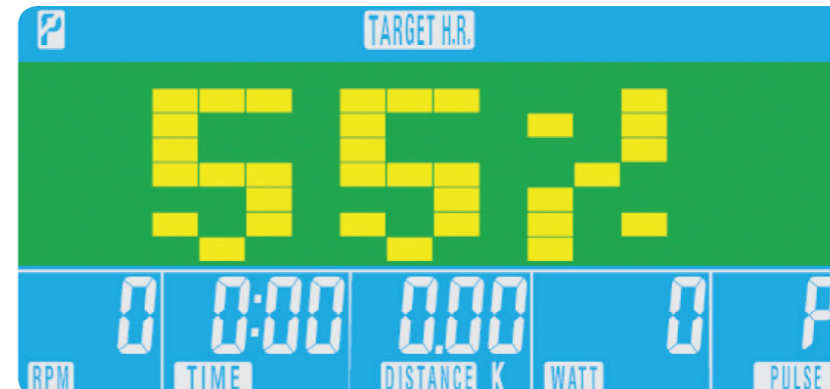 P TARGET H.R.
55%
0 0:00 0.00 0 P
RPM TIME DISTANCE K WATT PULSE